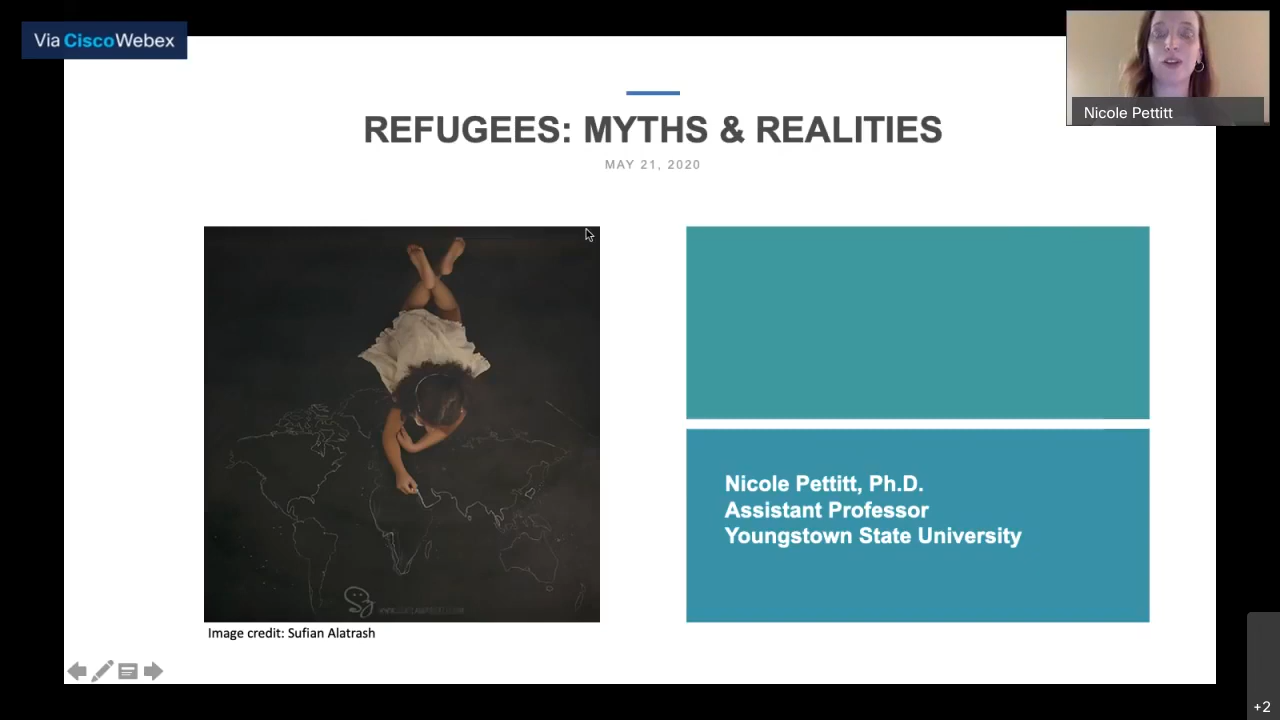 Via CiscoWebex
Nicole Pettitt
REFUGEES: MYTHS & REALITIES
MAY 21, 2020
Nicole Pettitt, Ph.D.
Assistant Professor
Youngstown State University
Image credit: Sufian Alatrash
+2